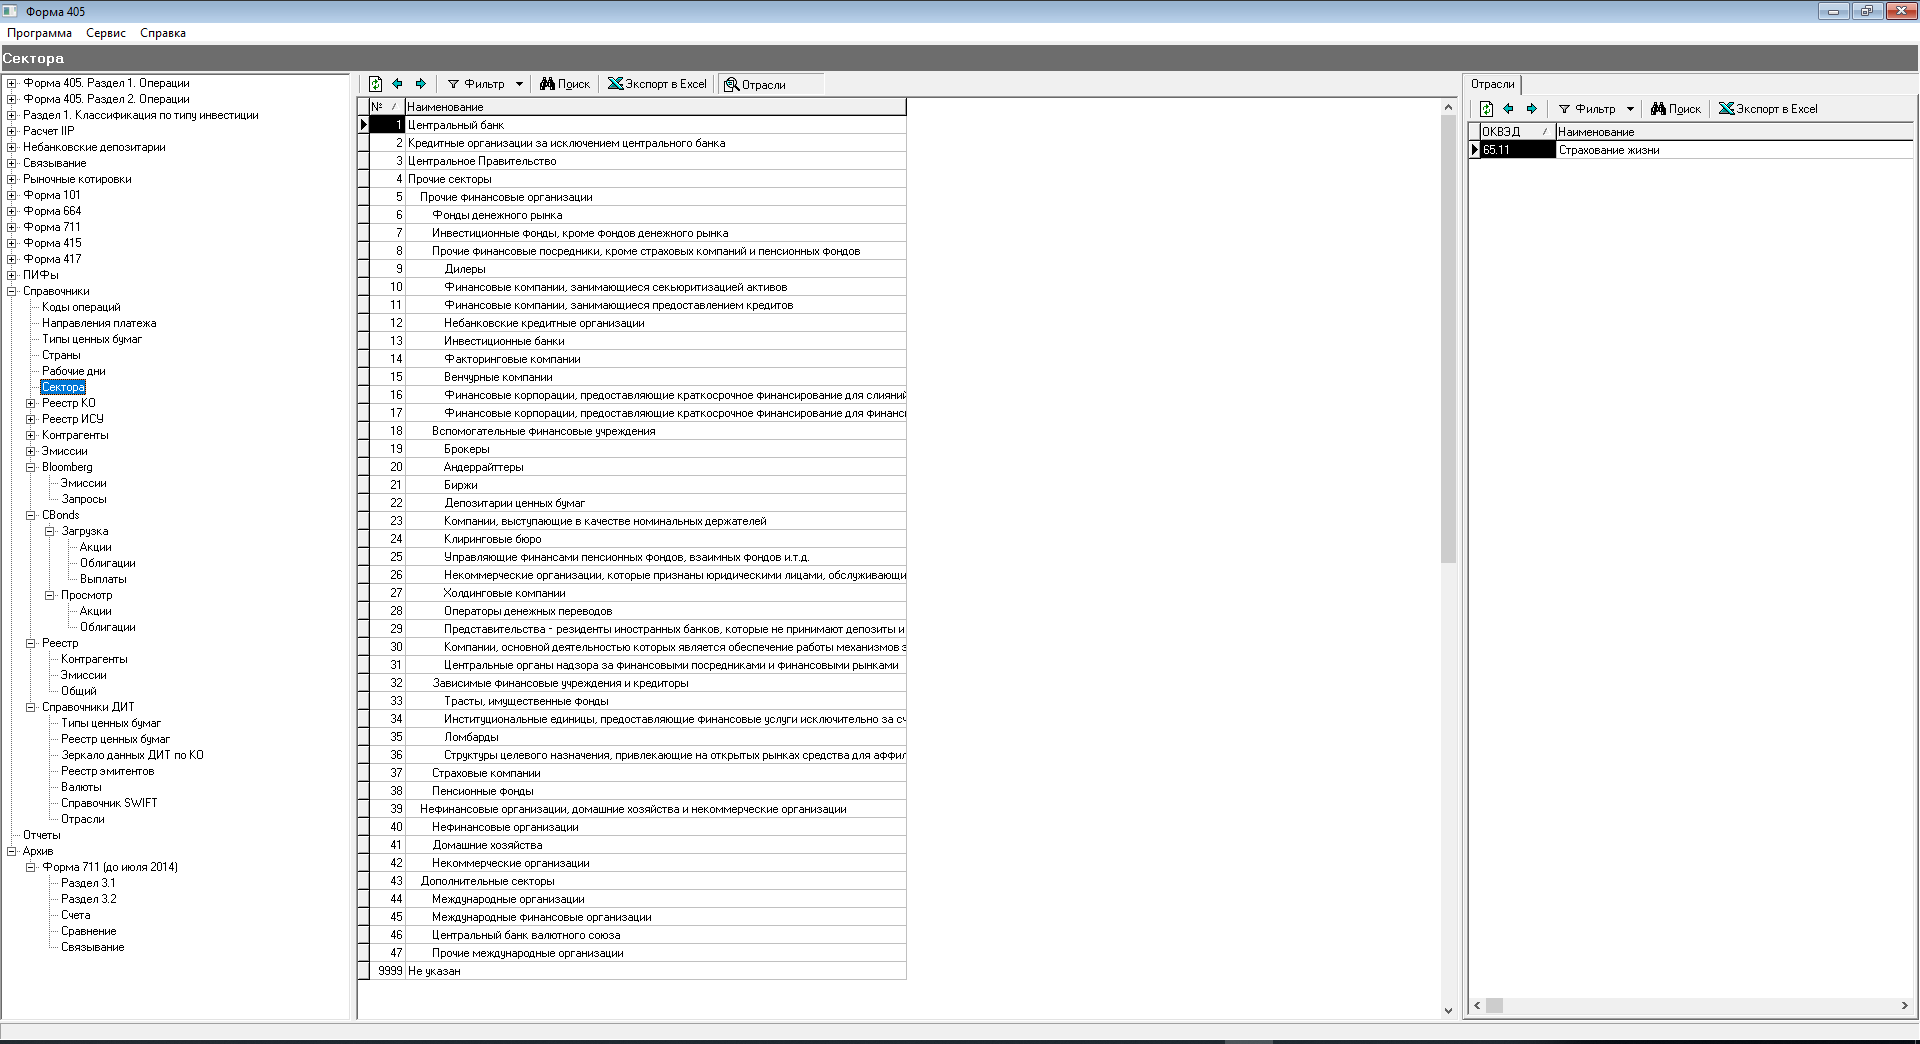 Форма 405
Программа Сервис Справка
Сектора
Форма 405. Раздел 1. Операции
Форма 405. Раздел 2. Операции
Раздел 1. Классификация по типу инвестиции
Расчет IIP
Небанковские депозитарии
Связывание
Рыночные котировки
Форма 101
Форма 664
Форма 711
Форма 415
Форма 417
ПИФы
Справочники
Коды операций
Направления платежа
Типы ценных бумаг
Страны
Рабочие дни
Сектора
Реестр КО
Реестр ИСУ
Контрагенты
Эмиссии
Bloomberg
Эмиссии
Запросы
CBonds
Загрузка
Акции
Облигации
Выплаты
Просмотр
Акции
Облигации
Реестр
Контрагенты
Эмиссии
Общий
Справочники ДИТ
Типы ценных бумаг
Реестр ценных бумаг
Зеркало данных ДИТ по КО
Реестр эмитентов
Валюты
Справочник SWIFT
Отрасли
Отчеты
Архив
Форма 711 (до июля 2014)
Раздел 3.1
Раздел 3.2
Счета
Сравнение
Связывание
Фильтр Поиск Экспорт в Excel Отрасли
№ Наименование
1 Центральный банк
2 Кредитные организации за исключением центрального банка
3 Центральное Правительство
4 Прочие секторы
5 Прочие финансовые организации
6 Фонды денежного рынка
7 Инвестиционные фонды, кроме фондов денежного рынка
8 Прочие финансовые посредники, кроме страховых компаний и пенсионных фондов
9 Дилеры
10 Финансовые компании, занимающиеся секьюритизацией активов
11 Финансовые компании, занимающиеся предоставлением кредитов
12 Небанковские кредитные организации
13 Инвестиционные банки
14 Факторинговые компании
15 Венчурные компании
16 Финансовые корпорации, предоставляющие краткосрочное финансирование для слияний
17 Финансовые корпорации, предоставляющие краткосрочное финансирование для финанс
18 Вспомогательные финансовые учреждения
19 Брокеры
20 Андеррайттеры
21 Биржи
22 Депозитарии ценных бумаг
23 Компании, выступающие в качестве номинальных держателей
24 Клиринговые бюро
25 Управляющие финансами пенсионных фондов, взаимных фондов и.т.д.
26 Некоммерческие организации, которые признаны юридическими лицами, обслуживающи
27 Холдинговые компании
28 Операторы денежных переводов
29 Представительства - резиденты иностранных банков, которые не принимают депозиты и
30 Компании, основной деятельностью которых является обеспечение работы механизмов з
31 Центральные органы надзора за финансовыми посредниками и финансовыми рынками
32 Зависимые финансовые учреждения и кредиторы
33 Трасты, имущественные фонды
34 Институциональные единицы, предоставляющие финансовые услуги исключительно за сч
35 Ломбарды
36 Структуры целевого назначения, привлекающие на открытых рынках средства для аффил
37 Страховые компании
38 Пенсионные фонды
39 Нефинансовые организации, домашние хозяйства и некоммерческие организации
40 Нефинансовые организации
41 Домашние хозяйства
42 Некоммерческие организации
43 Дополнительные секторы
44 Международные организации
45 Международные финансовые организации
46 Центральный банк валютного союза
47 Прочие международные организации
9999 Не указан
Отрасли
Фильтр Поиск Экспорт в Excel
ОКВЭД Наименование
65.11 Страхование жизни